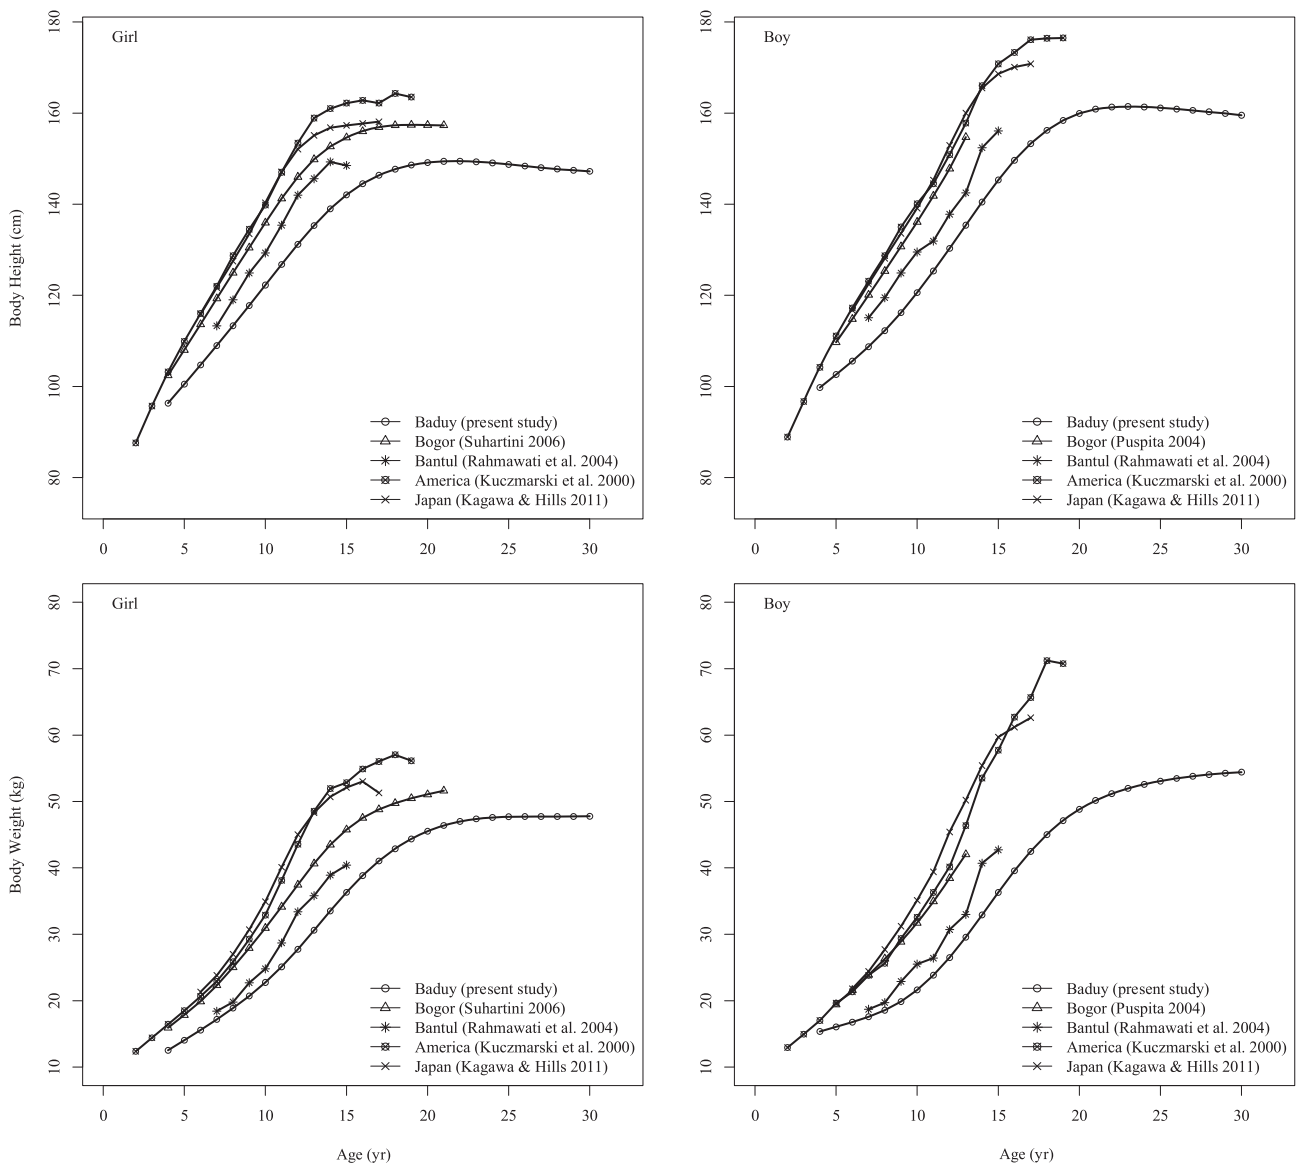 Girl
Body Height (cm)
180
160
140
120
100
80
Baduy (present study)
Bogor (Suhartini 2006)
Bantul (Rahmawati et al. 2004)
America (Kuczmarski et al. 2000)
Japan (Kagawa & Hills 2011)
0 5 10 15 20 25 30
Boy
180
160
140
120
100
80
Baduy (present study)
Bogor (Puspita 2004)
Bantul (Rahmawati et al. 2004)
America (Kuczmarski et al. 2000)
Japan (Kagawa & Hills 2011)
0 5 10 15 20 25 30
Girl
Body Weight (kg)
80
70
60
50
40
30
20
10
Baduy (present study)
Bogor (Suhartini 2006)
Bantul (Rahmawati et al. 2004)
America (Kuczmarski et al. 2000)
Japan (Kagawa & Hills 2011)
0 5 10 15 20 25 30
Age (yr)
Boy
80
70
60
50
40
30
20
10
Baduy (present study)
Bogor (Puspita 2004)
Bantul (Rahmawati et al. 2004)
America (Kuczmarski et al. 2000)
Japan (Kagawa & Hills 2011)
0 5 10 15 20 25 30
Age (yr)